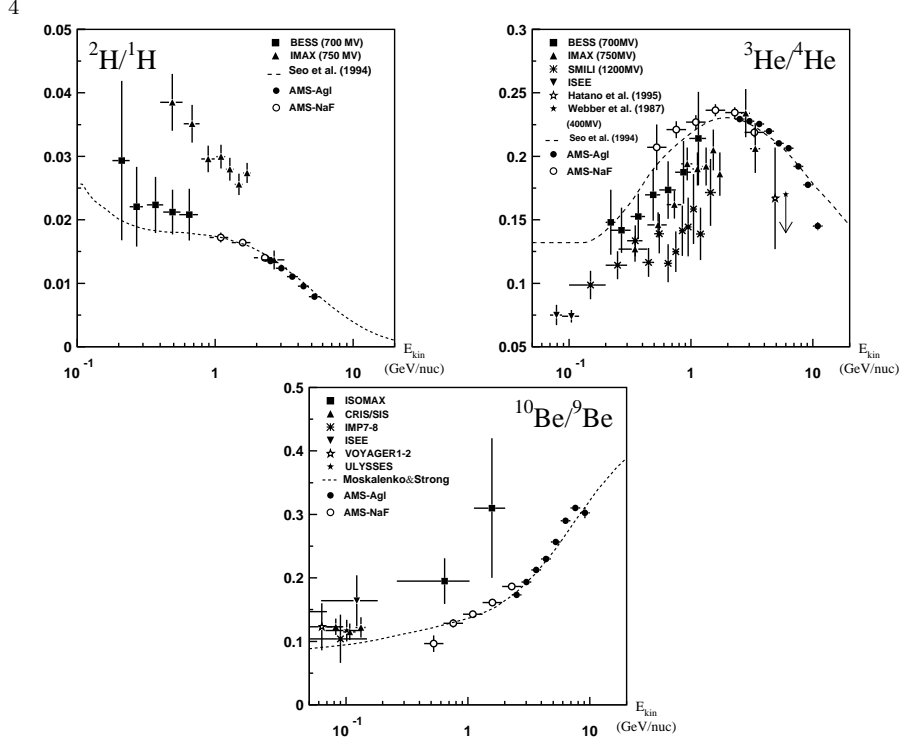 4
²H/¹H
BESS (700 MV)
IMAX (750 MV)
Seo et al. (1994)
AMS-Agl
AMS-NaF
0.05
0.04
0.03
0.02
0.01
0
10⁻¹
1
10
E_kin
(GeV/nuc)
³He/⁴He
BESS (700MV)
IMAX (750MV)
SMILI (1200MV)
ISEE
Hatano et al. (1995)
Webber et al. (1987)
(400MV)
Seo et al. (1994)
AMS-Agl
AMS-NaF
0.3
0.25
0.2
0.15
0.1
0.05
10⁻¹
1
10
E_kin
(GeV/nuc)
¹⁰Be/⁹Be
ISOMAX
CRIS/SIS
IMP7-8
ISEE
VOYAGER1-2
ULYSSES
Moskalenko&Strong
AMS-Agl
AMS-NaF
0.5
0.4
0.3
0.2
0.1
0
10⁻¹
1
10
E_kin
(GeV/nuc)